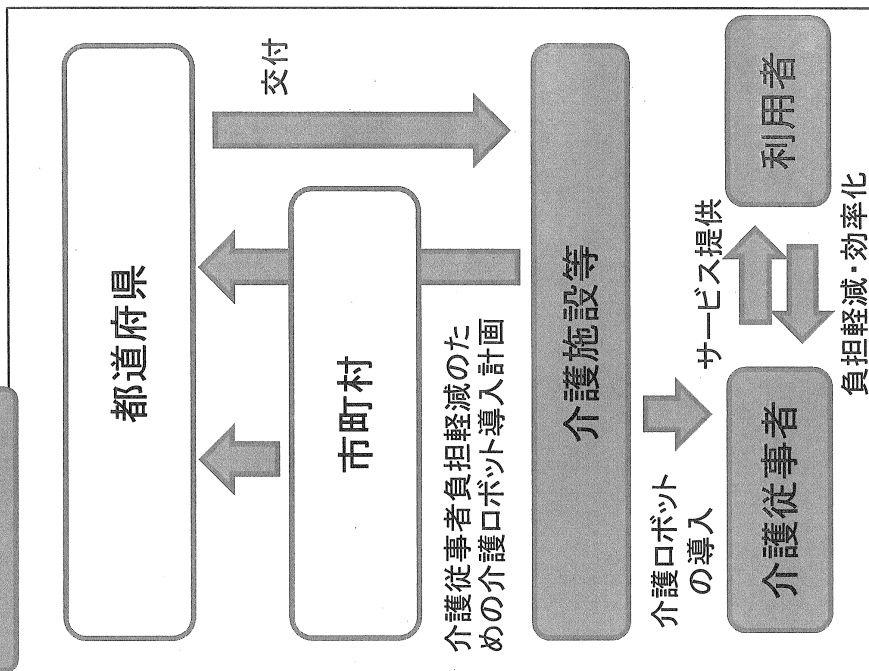 都道府県
交付
市町村
介護従事者負担軽減のた
めの介護ロボット導入計画
介護施設等
介護ロボット
の導入
サービス提供
介護従事者
利用者
負担軽減・効率化